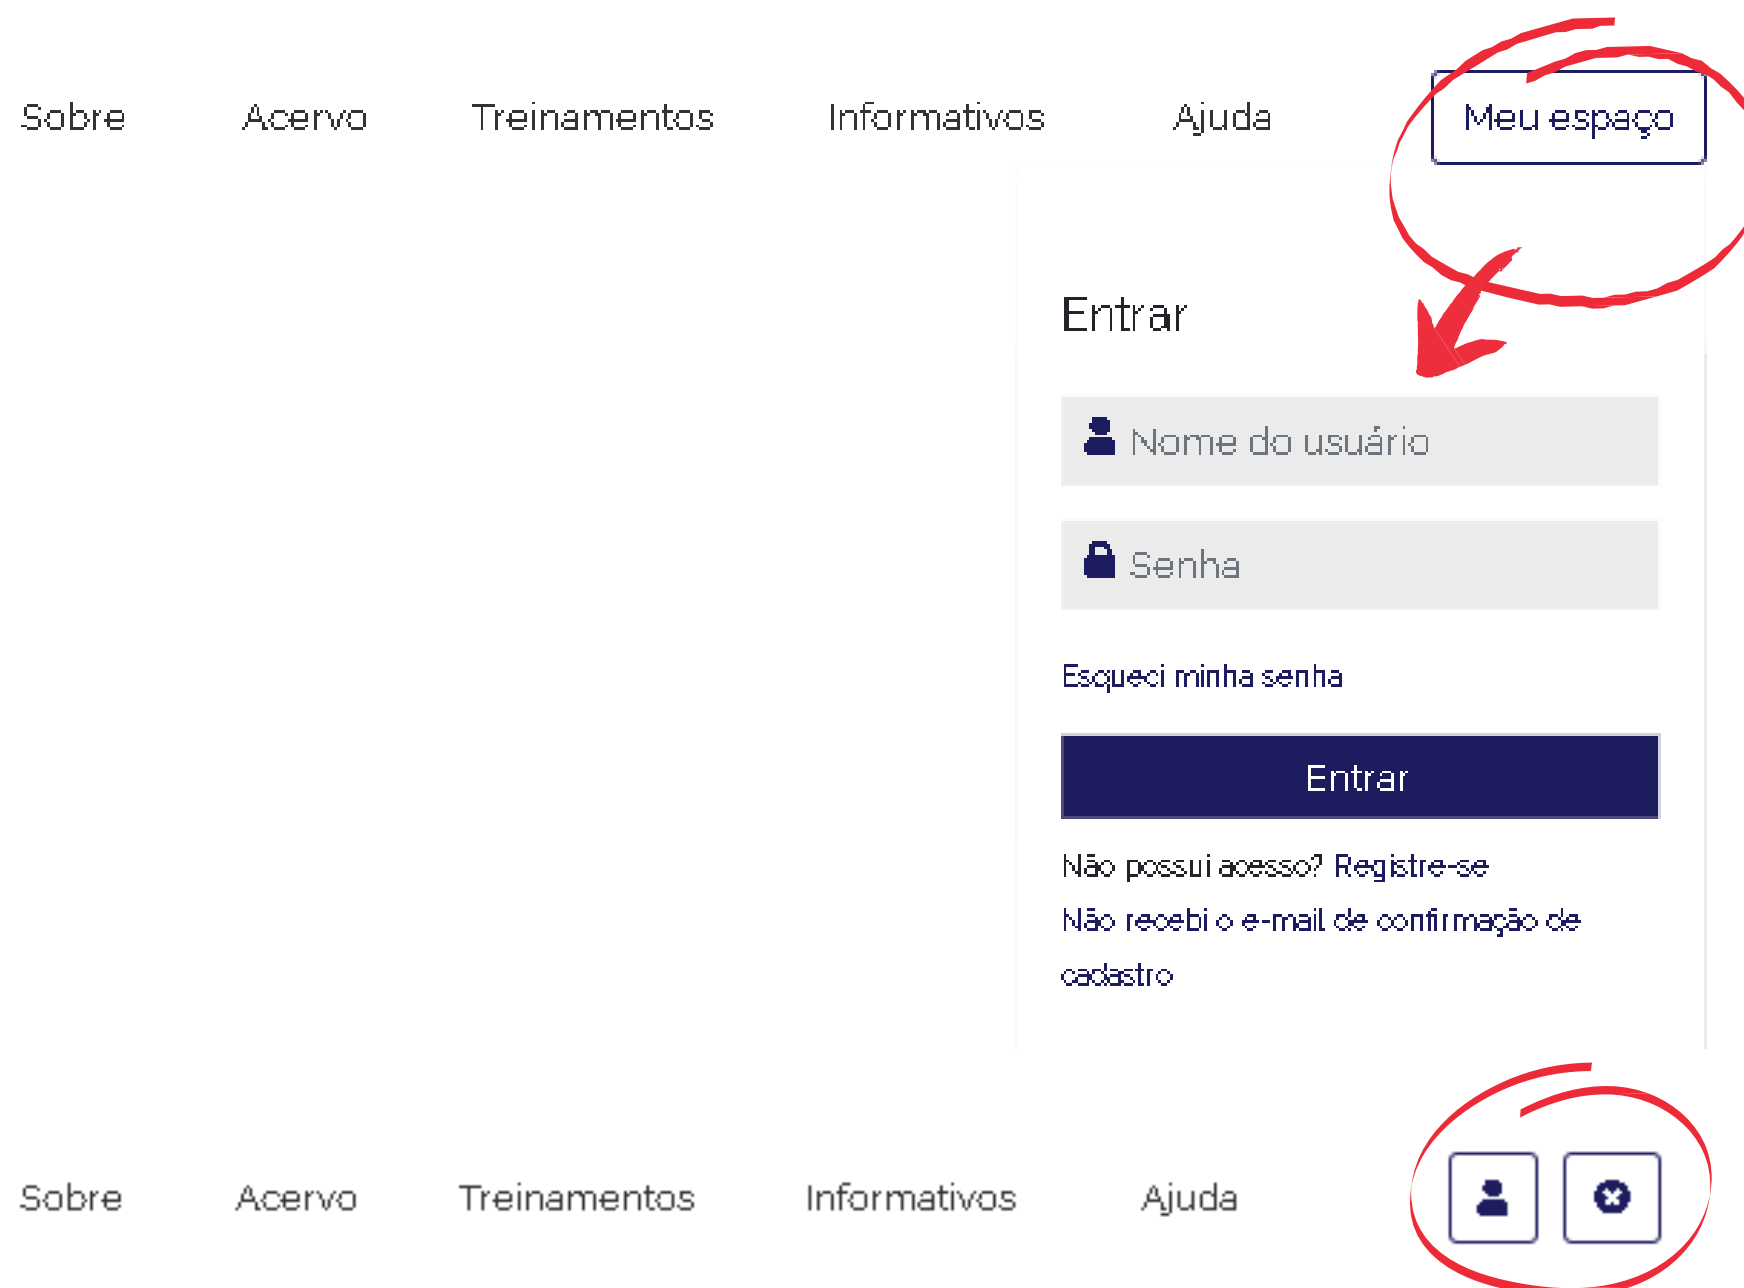 Sobre Acervo Treinamentos Informativos Ajuda Meu espaço
Entrar
Nome do usuário
Senha
Esqueci minha senha
Entrar
Não possui acesso? Registre-se
Não recebi o e-mail de confirmação de
cadastro
Sobre Acervo Treinamentos Informativos Ajuda